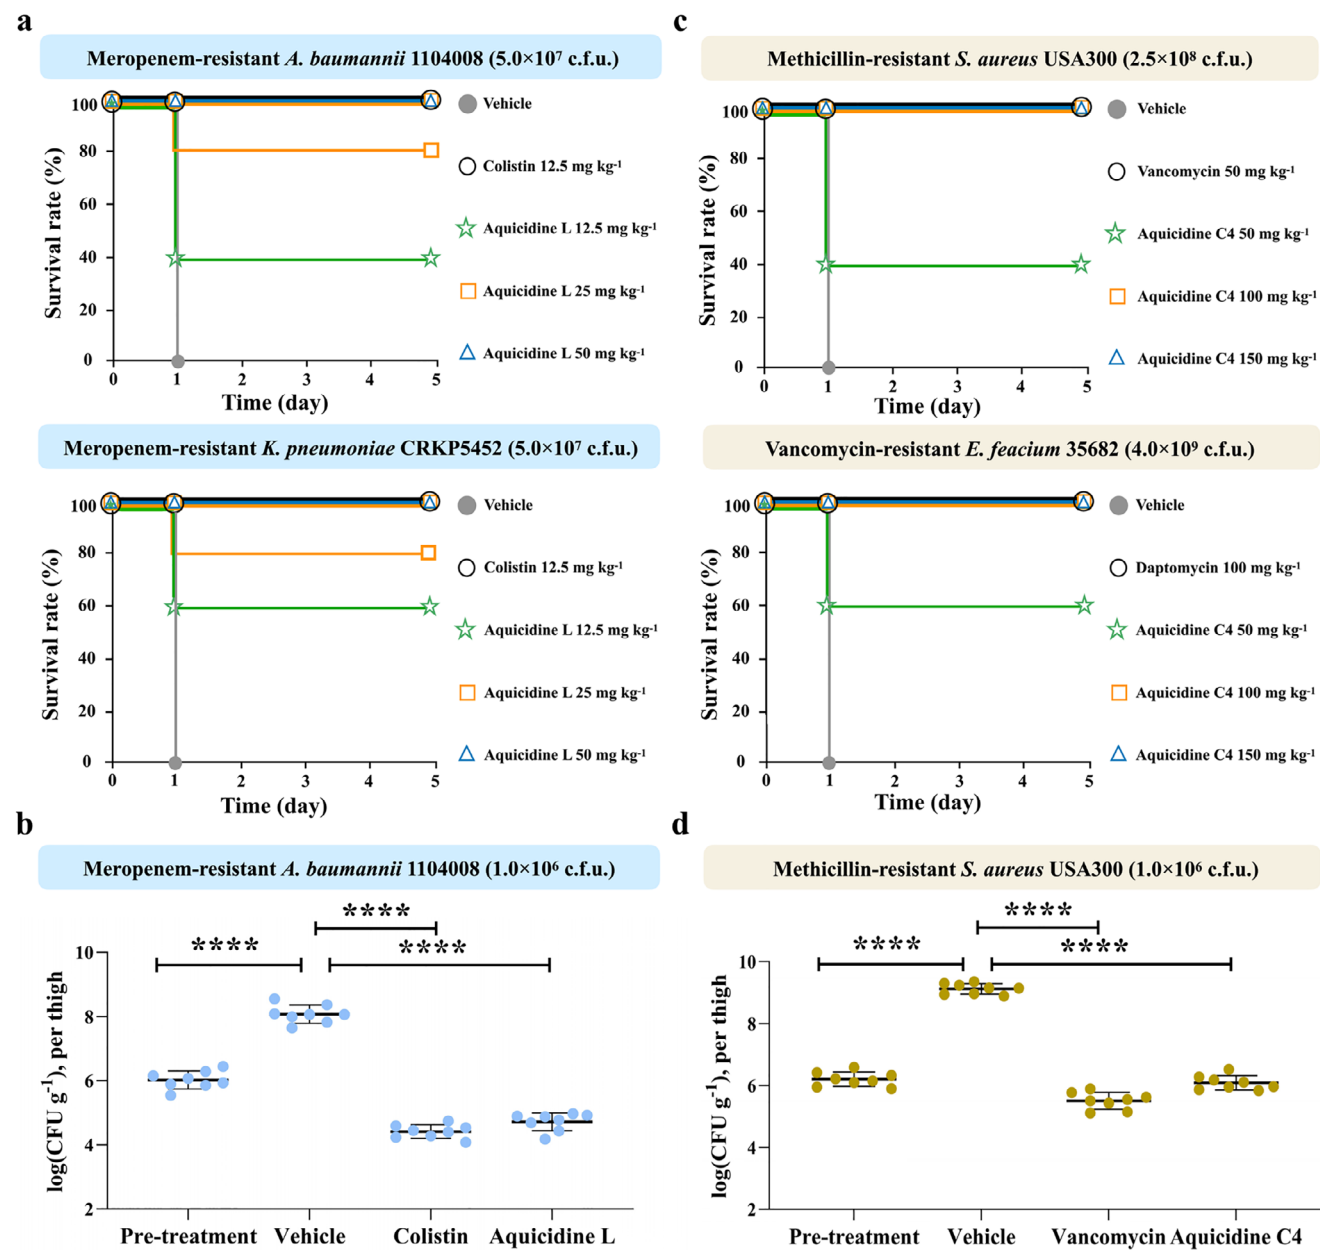 a
Meropenem-resistant A. baumannii 1104008 (5.0×10⁷ c.f.u.)
Survival rate (%)
100
80
60
40
20
0
0 1 2 3 4 5
Time (day)
Vehicle
Colistin 12.5 mg kg⁻¹
Aquicidine L 12.5 mg kg⁻¹
Aquicidine L 25 mg kg⁻¹
Aquicidine L 50 mg kg⁻¹
Meropenem-resistant K. pneumoniae CRKP5452 (5.0×10⁷ c.f.u.)
Survival rate (%)
100
80
60
40
20
0
0 1 2 3 4 5
Time (day)
Vehicle
Colistin 12.5 mg kg⁻¹
Aquicidine L 12.5 mg kg⁻¹
Aquicidine L 25 mg kg⁻¹
Aquicidine L 50 mg kg⁻¹
c
Methicillin-resistant S. aureus USA300 (2.5×10⁸ c.f.u.)
Survival rate (%)
100
80
60
40
20
0
0 1 2 3 4 5
Time (day)
Vehicle
Vancomycin 50 mg kg⁻¹
Aquicidine C4 50 mg kg⁻¹
Aquicidine C4 100 mg kg⁻¹
Aquicidine C4 150 mg kg⁻¹
Vancomycin-resistant E. feacium 35682 (4.0×10⁹ c.f.u.)
Survival rate (%)
100
80
60
40
20
0
0 1 2 3 4 5
Time (day)
Vehicle
Daptomycin 100 mg kg⁻¹
Aquicidine C4 50 mg kg⁻¹
Aquicidine C4 100 mg kg⁻¹
Aquicidine C4 150 mg kg⁻¹
b
Meropenem-resistant A. baumannii 1104008 (1.0×10⁶ c.f.u.)
log(CFU g⁻¹), per thigh
****
**** ****
10
8
6
4
2
Pre-treatment Vehicle Colistin Aquicidine L
d
Methicillin-resistant S. aureus USA300 (1.0×10⁶ c.f.u.)
log(CFU g⁻¹), per thigh
****
**** ****
10
8
6
4
2
Pre-treatment Vehicle Vancomycin Aquicidine C4